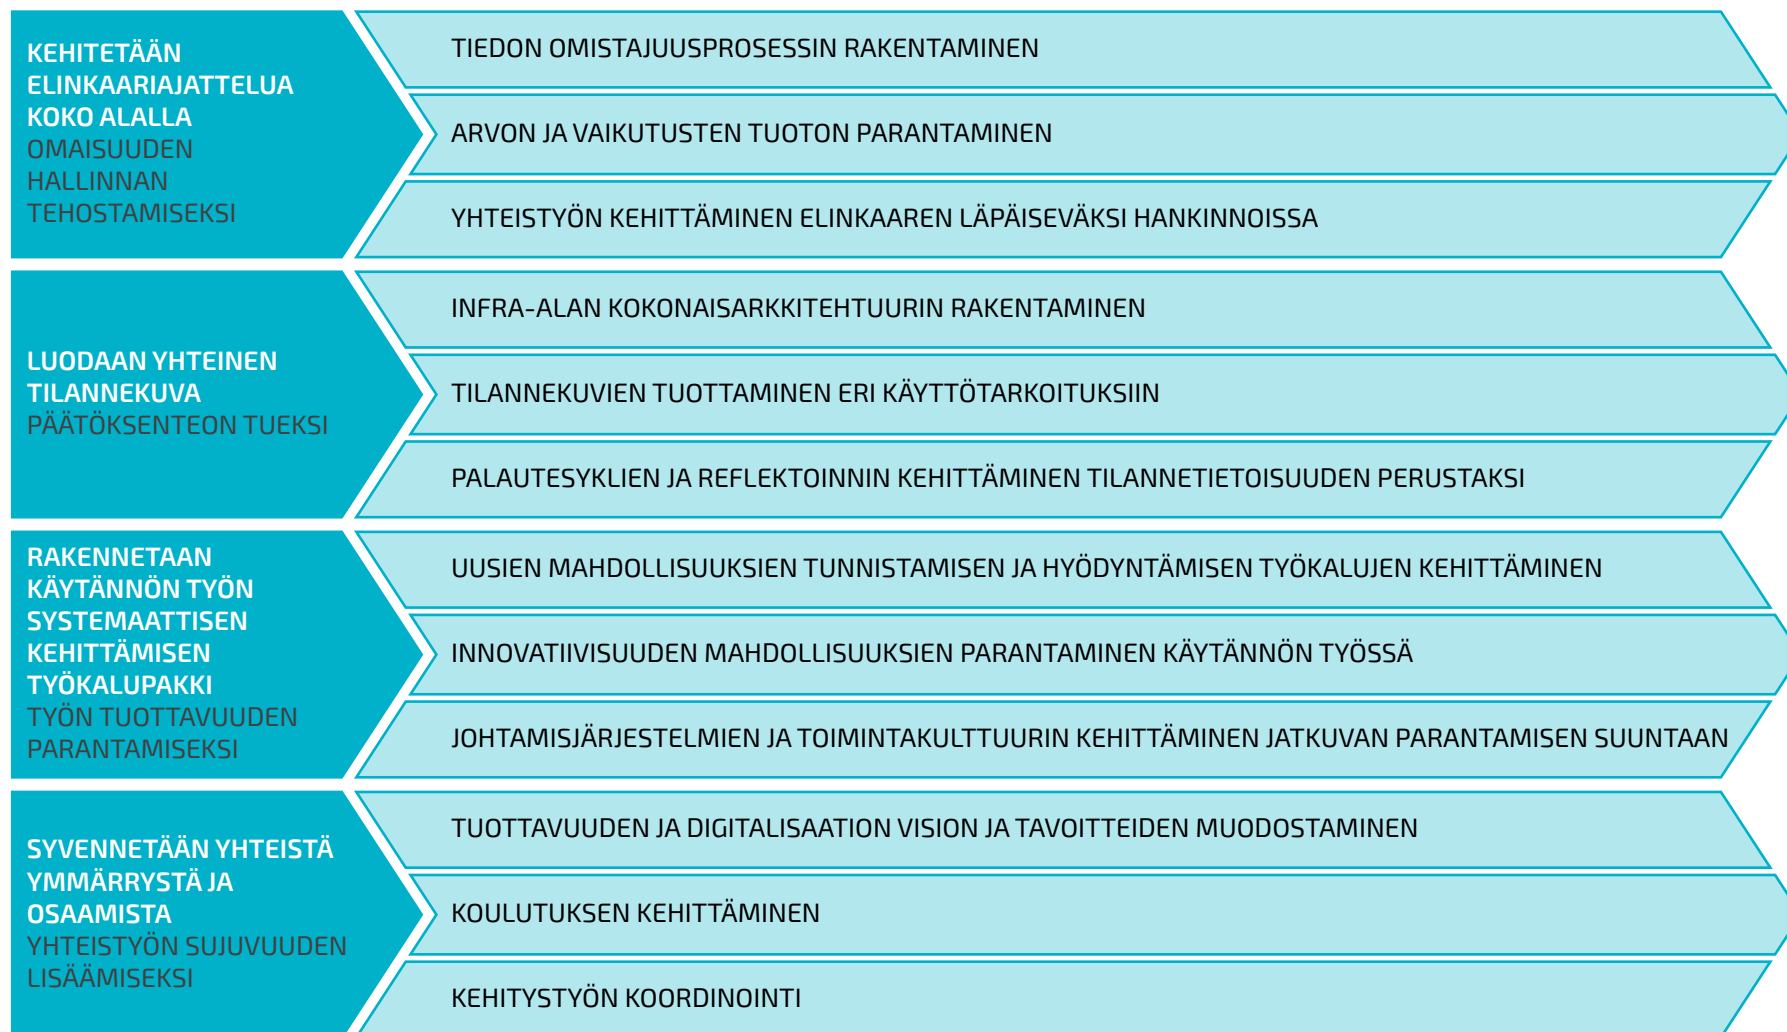 KEHITETÄÄN
ELINKAARIAJATTELUA
KOKO ALALLA
OMAISUUDEN
HALLINNAN
TEHOSTAMISEKSI
TIEDON OMISTAJUUSPROSESSIN RAKENTAMINEN
ARVON JA VAIKUTUSTEN TUOTON PARANTAMINEN
YHTEISTYÖN KEHITTÄMINEN ELINKAAREN LÄPÄISEVÄKSI HANKINNOISSA
LUODAAN YHTEINEN
TILANNEKUVA
PÄÄTÖKSENTEON TUEKSI
INFRA-ALAN KOKONAISARKKITEHTUURIN RAKENTAMINEN
TILANNEKUVIEN TUOTTAMINEN ERI KÄYTTÖTARKOITUKSIIN
PALAUTESYKLIEN JA REFLEKTOINNIN KEHITTÄMINEN TILANNETIETOISUUDEN PERUSTAKSI
RAKENNETAAN
KÄYTÄNNÖN TYÖN
SYSTEMAATTISEN
KEHITTÄMISEN
TYÖKALUPAKKI
TYÖN TUOTTAVUUDEN
PARANTAMISEKSI
UUSIEN MAHDOLLISUUKSIEN TUNNISTAMISEN JA HYÖDYNTÄMISEN TYÖKALUJEN KEHITTÄMINEN
INNOVATIIVISUUDEN MAHDOLLISUUKSIEN PARANTAMINEN KÄYTÄNNÖN TYÖSSÄ
JOHTAMISJÄRJESTELMIEN JA TOIMINTAKULTTUURIN KEHITTÄMINEN JATKUVAN PARANTAMISEN SUUNTAAN
SYVENNETÄÄN YHTEISTÄ
YMMÄRRYSTÄ JA
OSAAMISTA
YHTEISTYÖN SUJUVUUDEN
LISÄÄMISEKSI
TUOTTAVUUDEN JA DIGITALISAATION VISION JA TAVOITTEIDEN MUODOSTAMINEN
KOULUTUKSEN KEHITTÄMINEN
KEHITYSTYÖN KOORDINOINTI